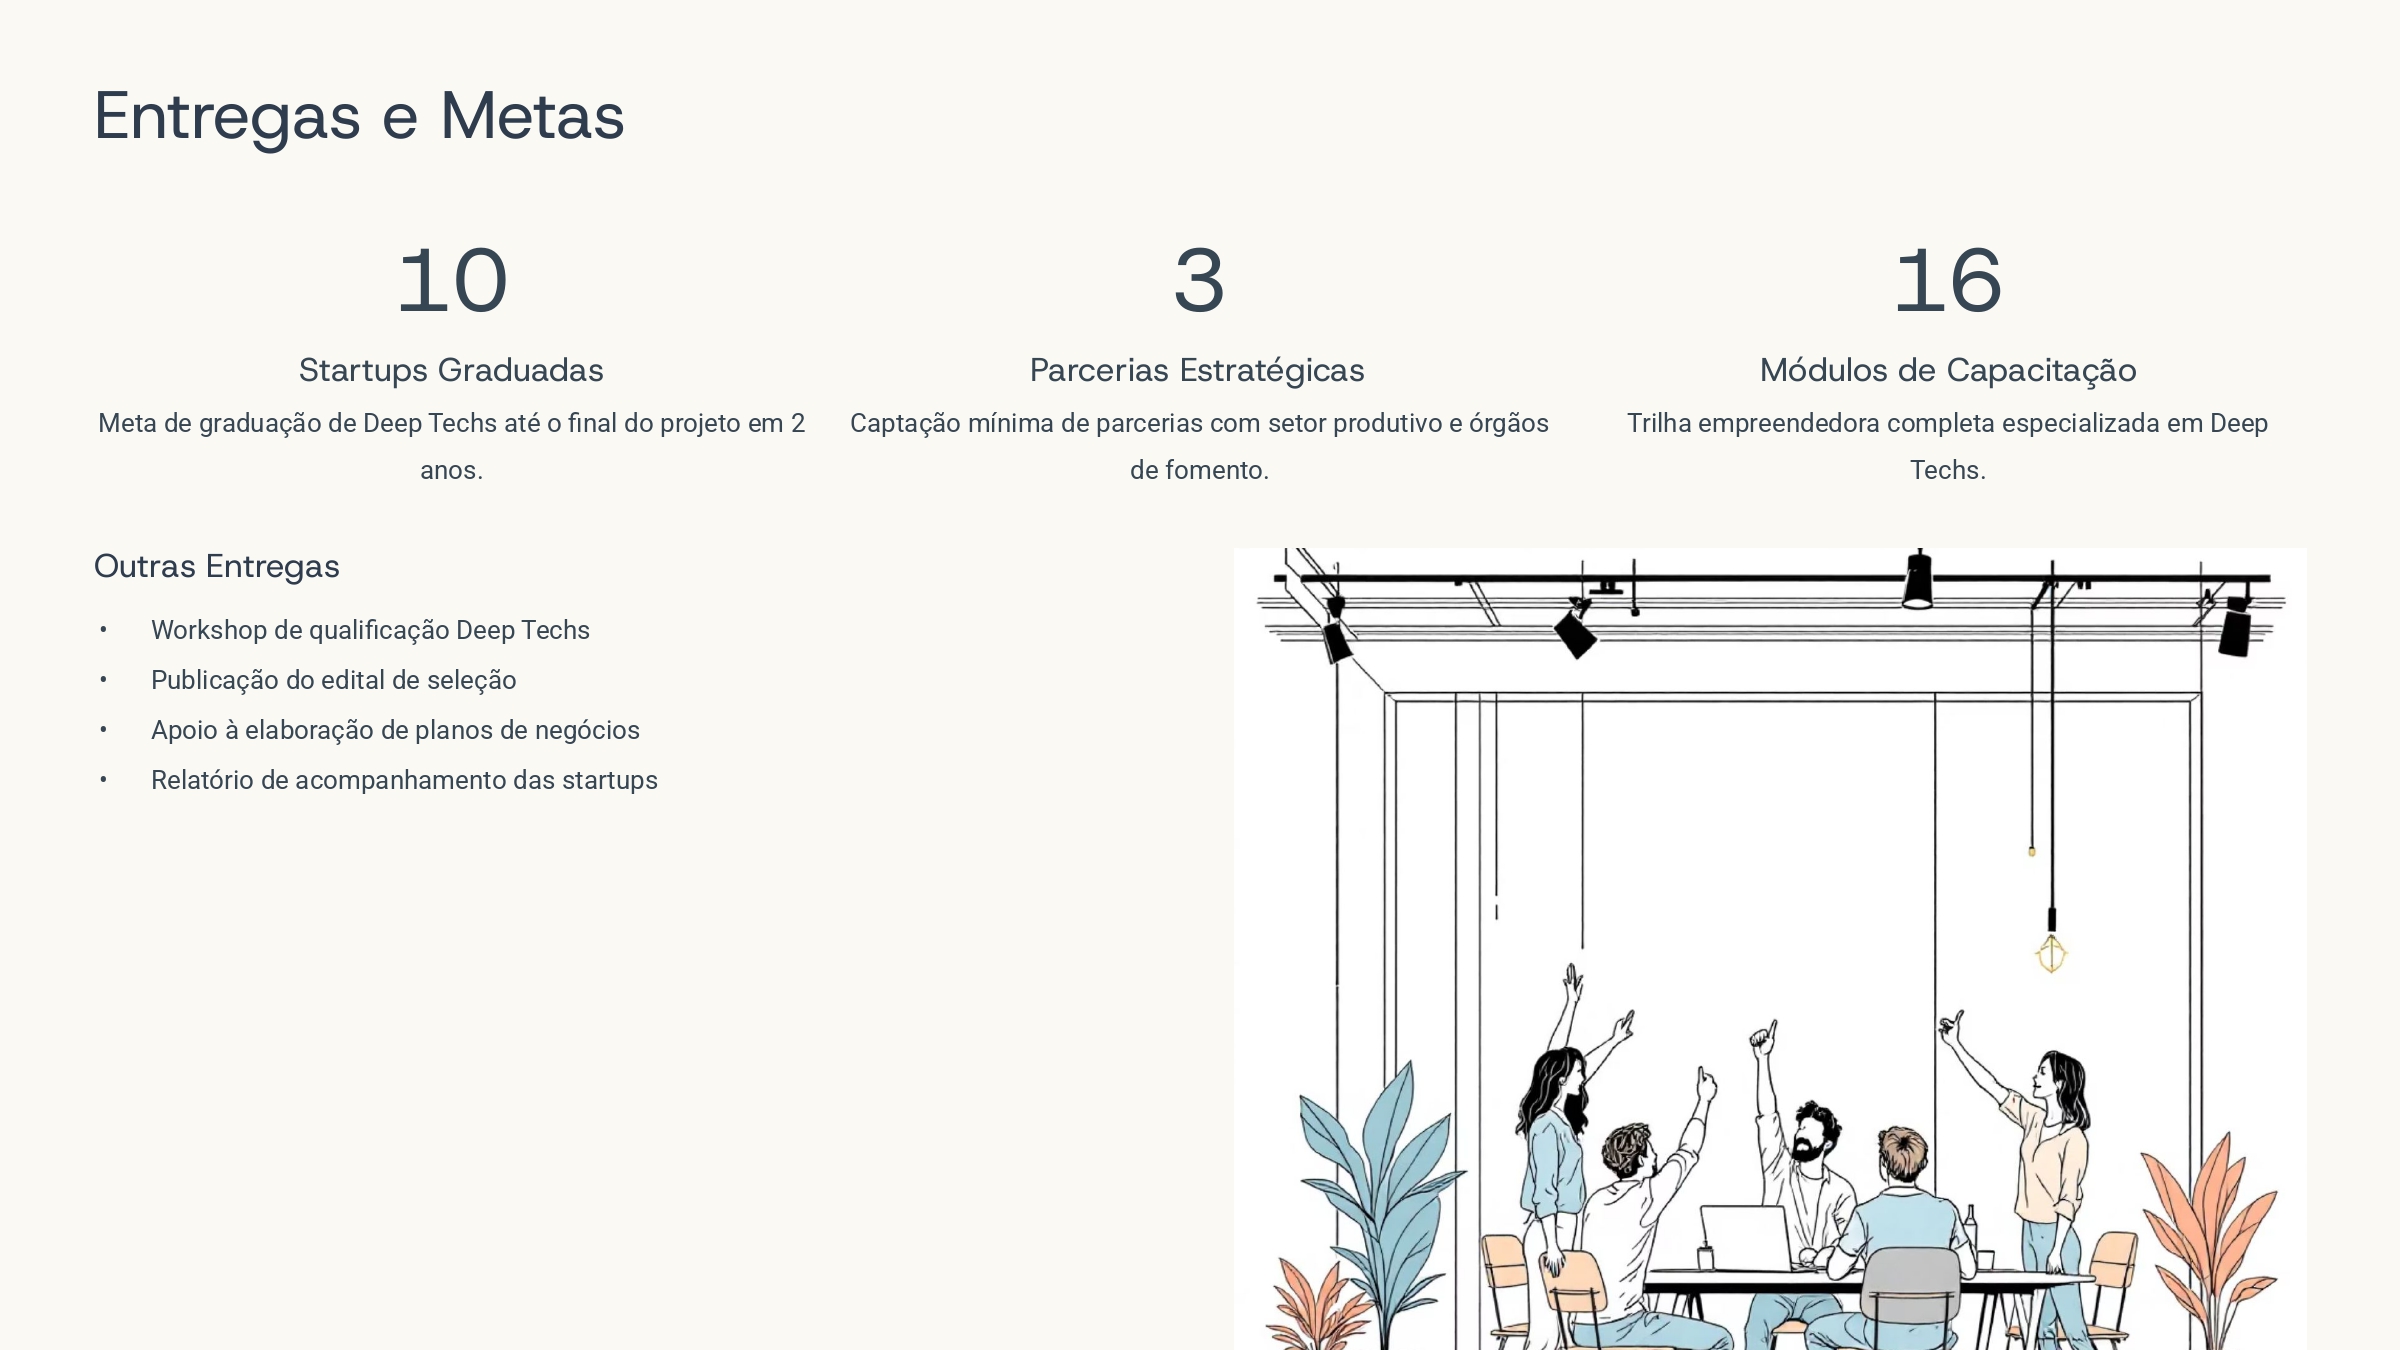 Entregas e Metas
10
Startups Graduadas
Meta de graduação de Deep Techs até o final do projeto em 2
anos.
3
Parcerias Estratégicas
Captação mínima de parcerias com setor produtivo e órgãos
de fomento.
16
Módulos de Capacitação
Trilha empreendedora completa especializada em Deep
Techs.
Outras Entregas
• Workshop de qualificação Deep Techs
• Publicação do edital de seleção
• Apoio à elaboração de planos de negócios
• Relatório de acompanhamento das startups